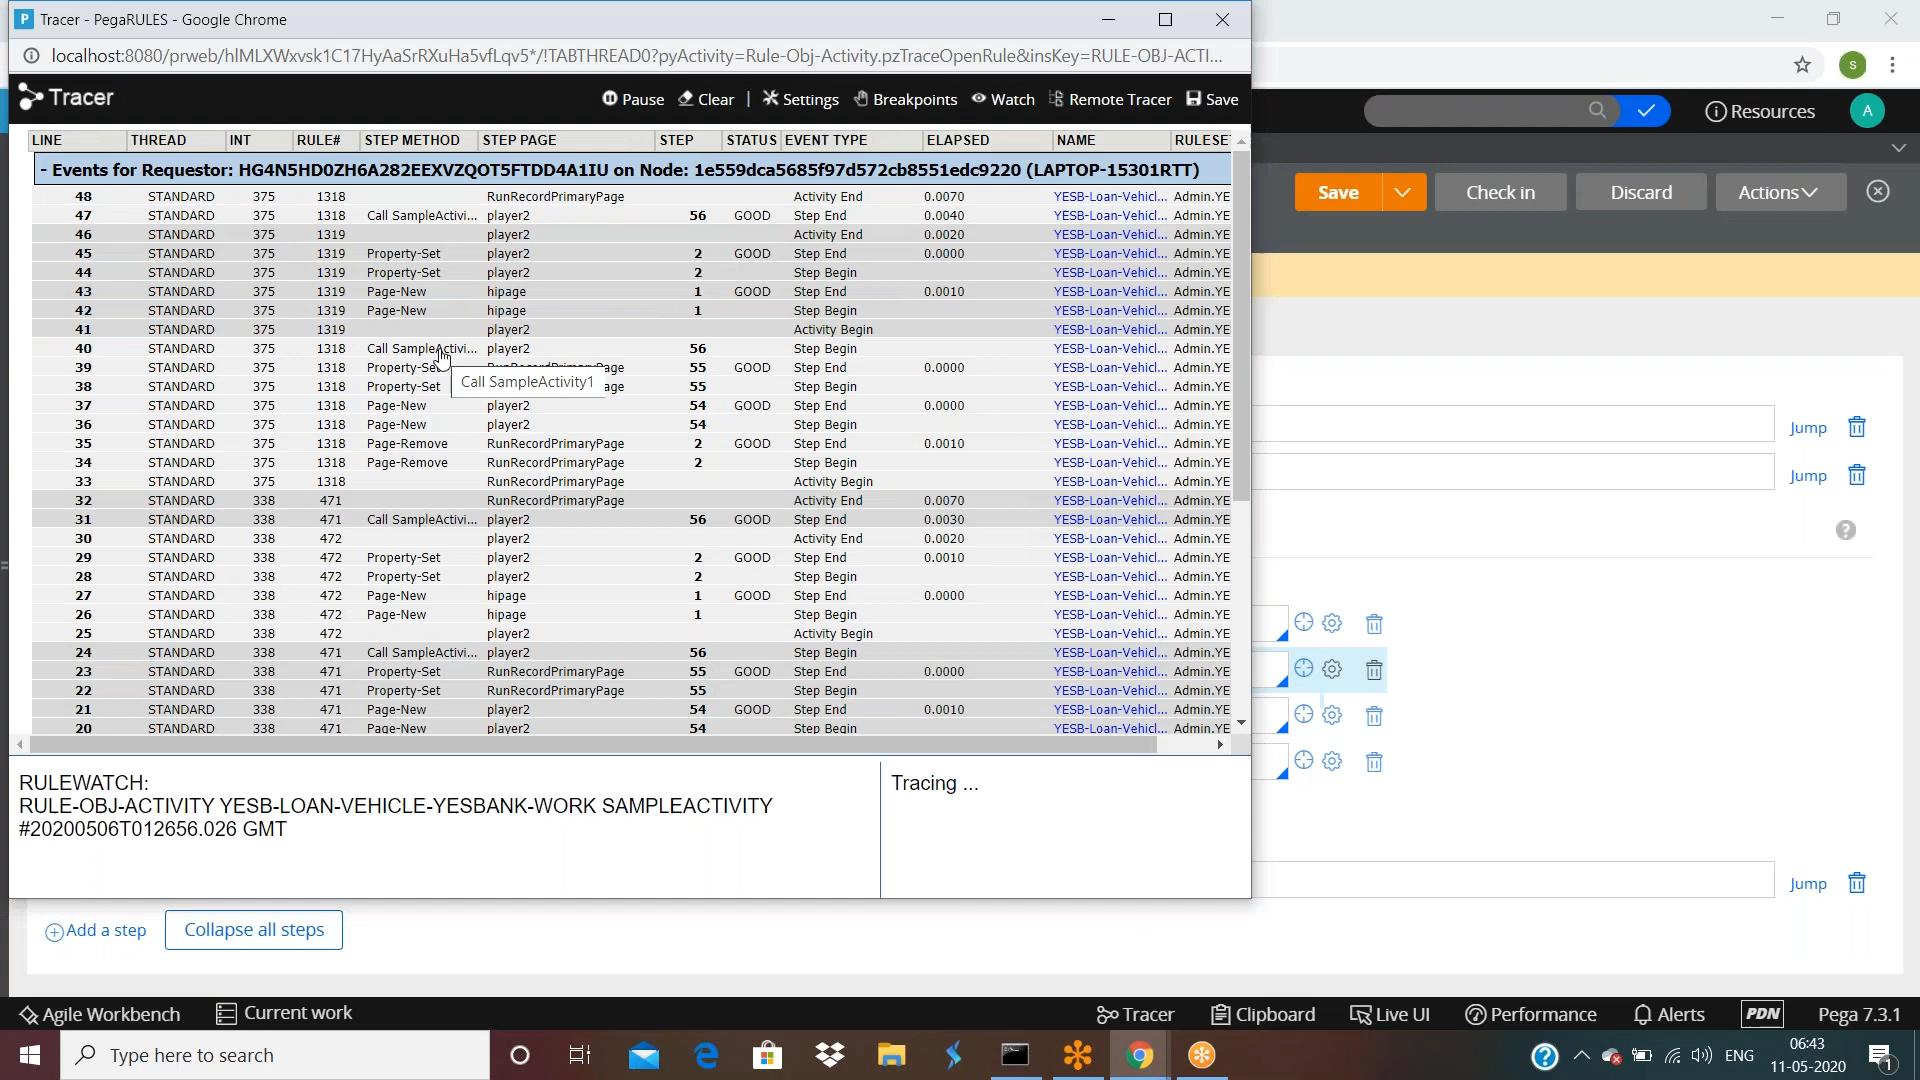 Tracer - PegaRULES - Google Chrome
localhost:8080/prweb/hlMLXWxvsk1C17HyAaSrRXuHa5vfLqv5*/!TABTHREAD0?pyActivity=Rule-Obj-Activity.pzTraceOpenRule&insKey=RULE-OBJ-ACTI...
s
Tracer Pause Clear | Settings Breakpoints Watch Remote Tracer Save
Resources A
LINE THREAD INT RULE# STEP METHOD STEP PAGE STEP STATUS EVENT TYPE ELAPSED NAME RULESE
- Events for Requestor: HG4N5HD0ZH6A282EEXVZQOT5FTDD4A1IU on Node: 1e559dca5685f97d572cb8551edc9220 (LAPTOP-15301RTT)
Save Check in Discard Actions
48 STANDARD 375 1318 RunRecordPrimaryPage Activity End 0.0070 YESB-Loan-Vehicl... Admin.YE
47 STANDARD 375 1318 Call SampleActivi... player2 56 GOOD Step End 0.0040 YESB-Loan-Vehicl... Admin.YE
46 STANDARD 375 1319 player2 Activity End 0.0020 YESB-Loan-Vehicl... Admin.YE
45 STANDARD 375 1319 Property-Set player2 2 GOOD Step End 0.0000 YESB-Loan-Vehicl... Admin.YE
44 STANDARD 375 1319 Property-Set player2 2 Step Begin YESB-Loan-Vehicl... Admin.YE
43 STANDARD 375 1319 Page-New hipage 1 GOOD Step End 0.0010 YESB-Loan-Vehicl... Admin.YE
42 STANDARD 375 1319 Page-New hipage 1 Step Begin YESB-Loan-Vehicl... Admin.YE
41 STANDARD 375 1319 player2 Activity Begin YESB-Loan-Vehicl... Admin.YE
40 STANDARD 375 1318 Call SampleActivi... player2 56 Step Begin YESB-Loan-Vehicl... Admin.YE
39 STANDARD 375 1318 55 GOOD Step End 0.0000 YESB-Loan-Vehicl... Admin.YE
Call SampleActivity1
38 STANDARD 375 1318 Property-Set 55 Step Begin YESB-Loan-Vehicl... Admin.YE
37 STANDARD 375 1318 Page-New player2 54 GOOD Step End 0.0000 YESB-Loan-Vehicl... Admin.YE
36 STANDARD 375 1318 Page-New player2 54 Step Begin YESB-Loan-Vehicl... Admin.YE
35 STANDARD 375 1318 Page-Remove RunRecordPrimaryPage 2 GOOD Step End 0.0010 YESB-Loan-Vehicl... Admin.YE
34 STANDARD 375 1318 Page-Remove RunRecordPrimaryPage 2 Step Begin YESB-Loan-Vehicl... Admin.YE
33 STANDARD 375 1318 RunRecordPrimaryPage Activity Begin YESB-Loan-Vehicl... Admin.YE
32 STANDARD 338 471 RunRecordPrimaryPage Activity End 0.0070 YESB-Loan-Vehicl... Admin.YE
31 STANDARD 338 471 Call SampleActivi... player2 56 GOOD Step End 0.0030 YESB-Loan-Vehicl... Admin.YE
30 STANDARD 338 472 player2 Activity End 0.0020 YESB-Loan-Vehicl... Admin.YE
29 STANDARD 338 472 Property-Set player2 2 GOOD Step End 0.0010 YESB-Loan-Vehicl... Admin.YE
28 STANDARD 338 472 Property-Set player2 2 Step Begin YESB-Loan-Vehicl... Admin.YE
27 STANDARD 338 472 Page-New hipage 1 GOOD Step End 0.0000 YESB-Loan-Vehicl... Admin.YE
26 STANDARD 338 472 Page-New hipage 1 Step Begin YESB-Loan-Vehicl... Admin.YE
25 STANDARD 338 472 player2 Activity Begin YESB-Loan-Vehicl... Admin.YE
24 STANDARD 338 471 Call SampleActivi... player2 56 Step Begin YESB-Loan-Vehicl... Admin.YE
23 STANDARD 338 471 Property-Set RunRecordPrimaryPage 55 GOOD Step End 0.0000 YESB-Loan-Vehicl... Admin.YE
22 STANDARD 338 471 Property-Set RunRecordPrimaryPage 55 Step Begin YESB-Loan-Vehicl... Admin.YE
21 STANDARD 338 471 Page-New player2 54 GOOD Step End 0.0010 YESB-Loan-Vehicl... Admin.YE
20 STANDARD 338 471 Page-New player2 54 Step Begin YESB-Loan-Vehicl... Admin.YE
Jump
Jump
RULEWATCH:
RULE-OBJ-ACTIVITY YESB-LOAN-VEHICLE-YESBANK-WORK SAMPLEACTIVITY
#20200506T012656.026 GMT
Tracing ...
Jump
Add a step Collapse all steps
Agile Workbench Current work Tracer Clipboard Live UI Performance Alerts PDN Pega 7.3.1
Type here to search ENG
06:43
11-05-2020
1